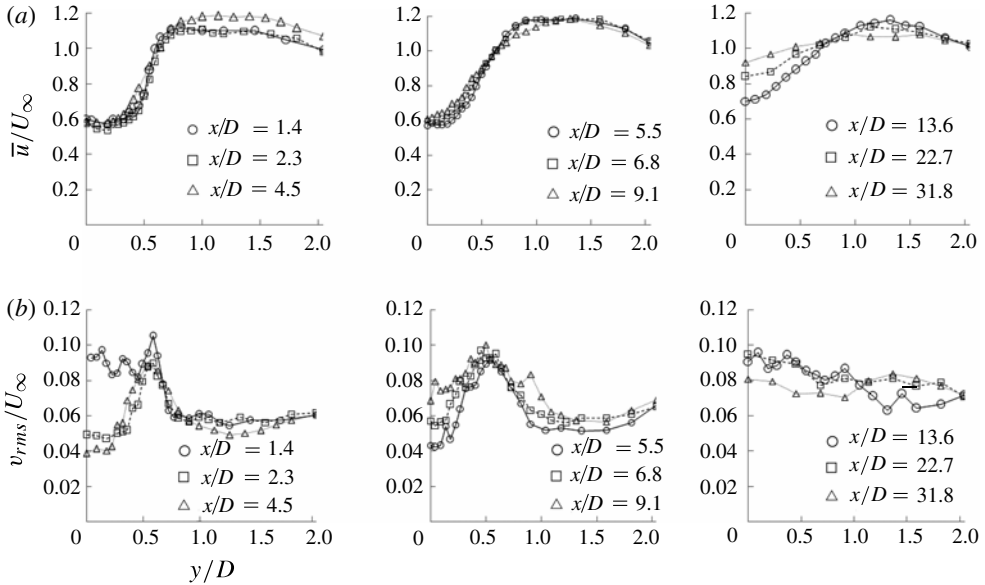 (a)
u̅/U∞
1.2
1.0
0.8
0.6
0.4
0.2
0 0.5 1.0 1.5 2.0
x/D = 1.4
x/D = 2.3
x/D = 4.5
1.2
1.0
0.8
0.6
0.4
0.2
0 0.5 1.0 1.5 2.0
x/D = 5.5
x/D = 6.8
x/D = 9.1
1.2
1.0
0.8
0.6
0.4
0.2
0 0.5 1.0 1.5 2.0
x/D = 13.6
x/D = 22.7
x/D = 31.8
(b)
v_rms/U∞
0.12
0.10
0.08
0.06
0.04
0.02
0 0.5 1.0 1.5 2.0
x/D = 1.4
x/D = 2.3
x/D = 4.5
y/D
0.12
0.10
0.08
0.06
0.04
0.02
0 0.5 1.0 1.5 2.0
x/D = 5.5
x/D = 6.8
x/D = 9.1
0.12
0.10
0.08
0.06
0.04
0.02
0 0.5 1.0 1.5 2.0
x/D = 13.6
x/D = 22.7
x/D = 31.8